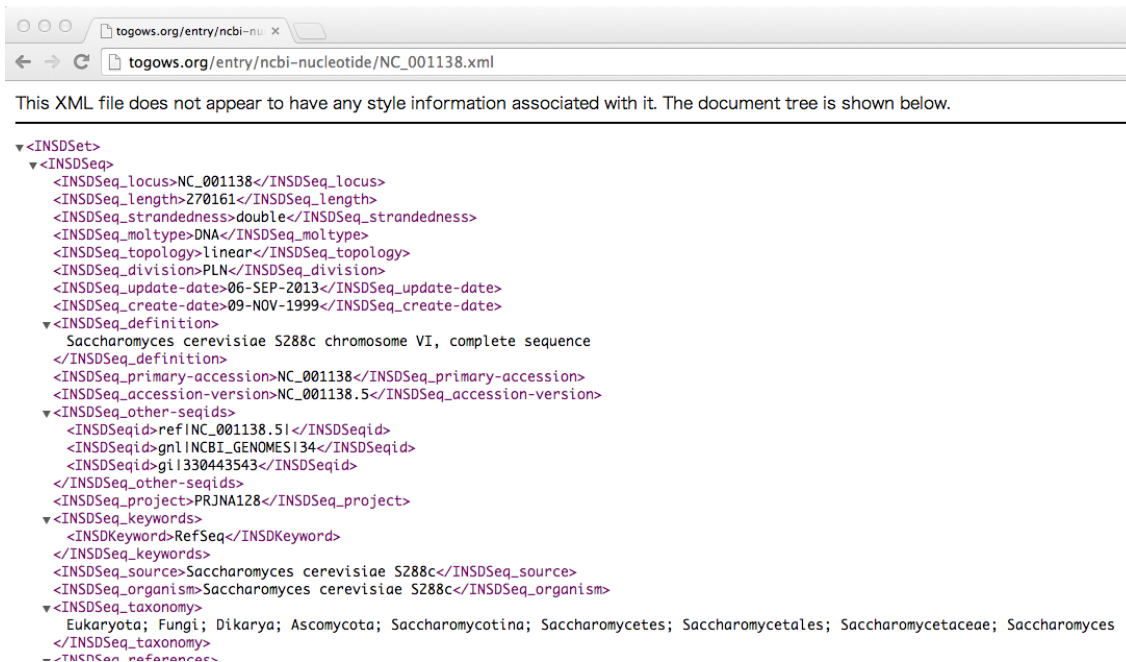 togows.org/entry/ncbi-nu
togows.org/entry/ncbi-nucleotide/NC_001138.xml
This XML file does not appear to have any style information associated with it. The document tree is shown below.
▼<INSDSet>
▼<INSDSeq>
<INSDSeq_locus>NC_001138</INSDSeq_locus>
<INSDSeq_length>270161</INSDSeq_length>
<INSDSeq_strandedness>double</INSDSeq_strandedness>
<INSDSeq_moltype>DNA</INSDSeq_moltype>
<INSDSeq_topology>linear</INSDSeq_topology>
<INSDSeq_division>PLN</INSDSeq_division>
<INSDSeq_update-date>06-SEP-2013</INSDSeq_update-date>
<INSDSeq_create-date>09-NOV-1999</INSDSeq_create-date>
▼<INSDSeq_definition>
Saccharomyces cerevisiae S288c chromosome VI, complete sequence
</INSDSeq_definition>
<INSDSeq_primary-accession>NC_001138</INSDSeq_primary-accession>
<INSDSeq_accession-version>NC_001138.5</INSDSeq_accession-version>
▼<INSDSeq_other-seqids>
<INSDSeqid>ref|NC_001138.5|</INSDSeqid>
<INSDSeqid>gnl|NCBI_GENOMES|34</INSDSeqid>
<INSDSeqid>gi|330443543</INSDSeqid>
</INSDSeq_other-seqids>
<INSDSeq_project>PRJNA128</INSDSeq_project>
▼<INSDSeq_keywords>
<INSDKeyword>RefSeq</INSDKeyword>
</INSDSeq_keywords>
<INSDSeq_source>Saccharomyces cerevisiae S288c</INSDSeq_source>
<INSDSeq_organism>Saccharomyces cerevisiae S288c</INSDSeq_organism>
▼<INSDSeq_taxonomy>
Eukaryota; Fungi; Dikarya; Ascomycota; Saccharomycotina; Saccharomycetes; Saccharomycetales; Saccharomycetaceae; Saccharomyces
</INSDSeq_taxonomy>
▼<INSDSeq_references>